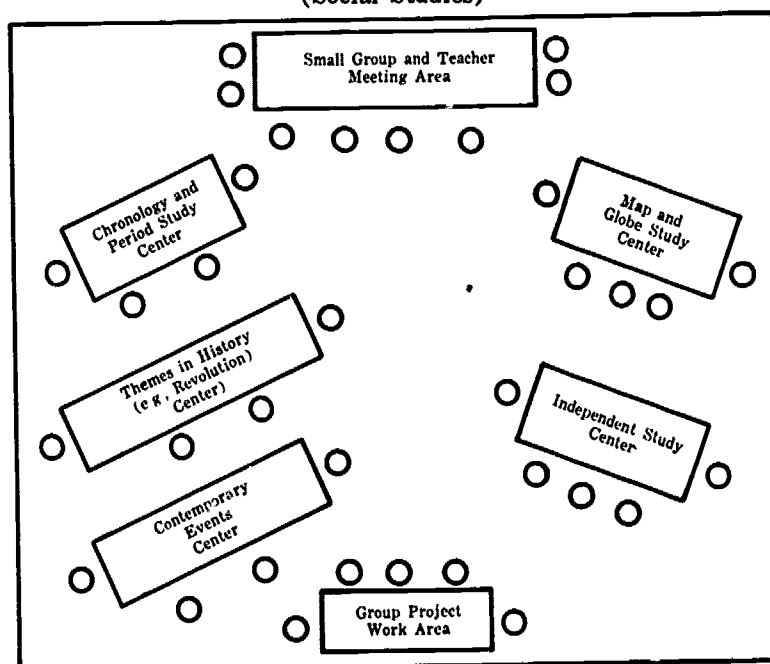 (Social Studies)
Small Group and Teacher
Meeting Area
Chronology and
Period Study
Center
Map and
Globe Study
Center
Themes in History
(e g, Revolution)
Center)
Independent Study
Center
Contemporary
Events
Center
Group Project
Work Area